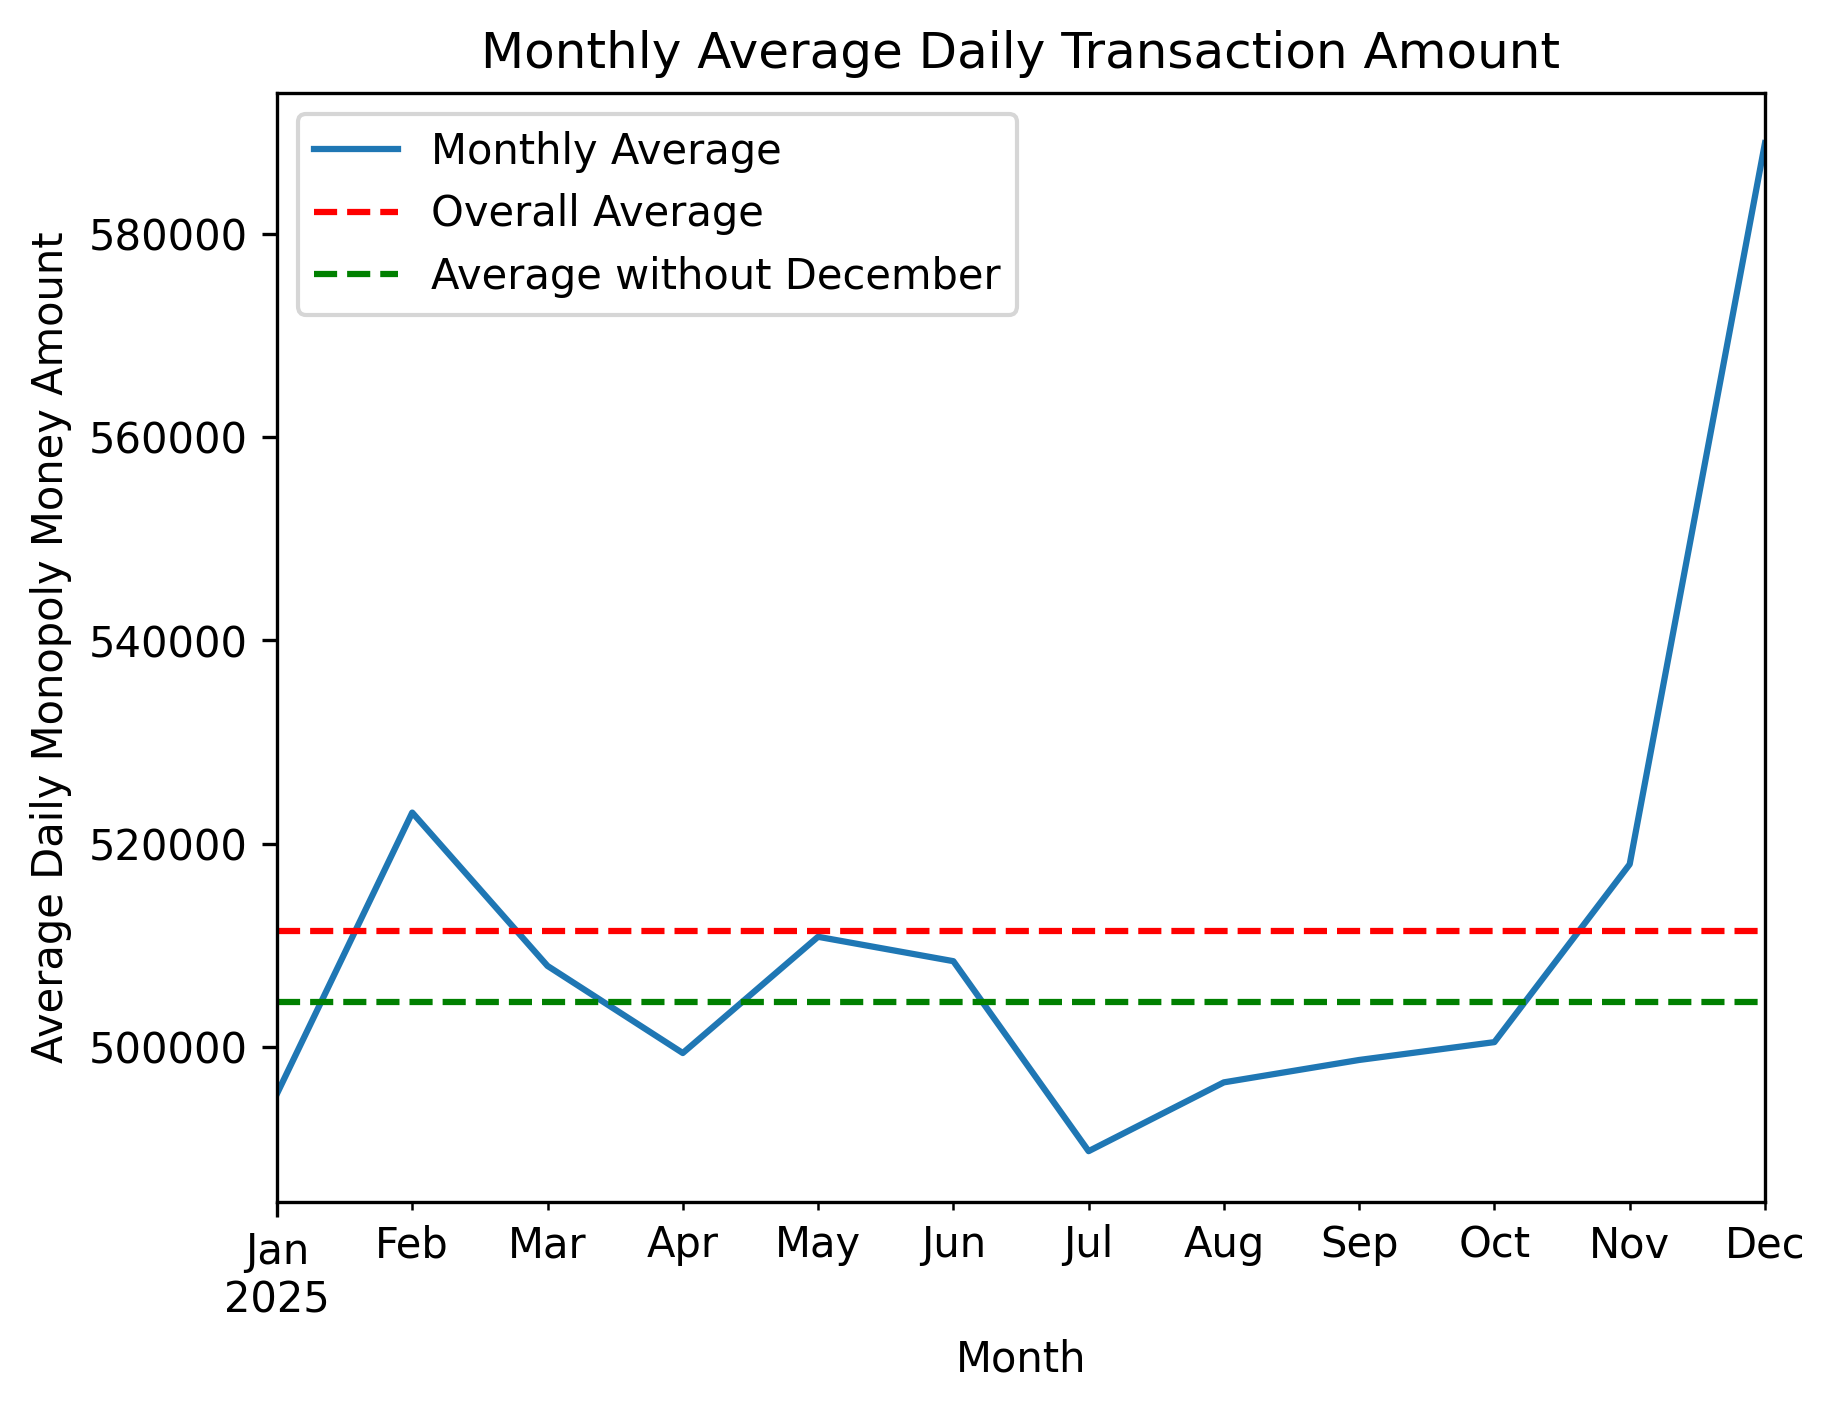 Monthly Average Daily Transaction Amount
Monthly Average
Overall Average
Average without December
Average Daily Monopoly Money Amount
580000
560000
540000
520000
500000
Jan Feb Mar Apr May Jun Jul Aug Sep Oct Nov Dec
2025
Month